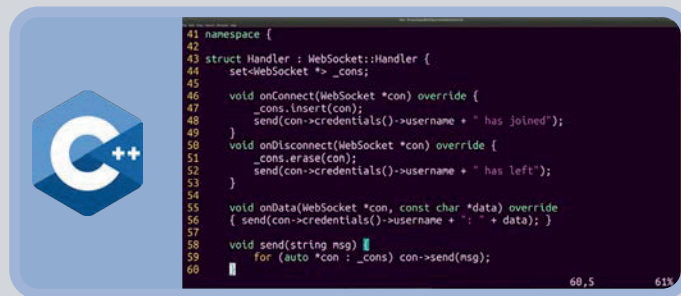 C++
41 namespace {
42
43 struct Handler : WebSocket::Handler {
44     set<WebSocket *> _cons;
45
46     void onConnect(WebSocket *con) override {
47         _cons.insert(con);
48         send(con->credentials()->username + " has joined");
49     }
50     void onDisconnect(WebSocket *con) override {
51         _cons.erase(con);
52         send(con->credentials()->username + " has left");
53     }
54
55     void onData(WebSocket *con, const char *data) override
56     { send(con->credentials()->username + ": " + data); }
57
58     void send(string msg) {
59         for (auto *con : _cons) con->send(msg);
60     }
60,5 61%